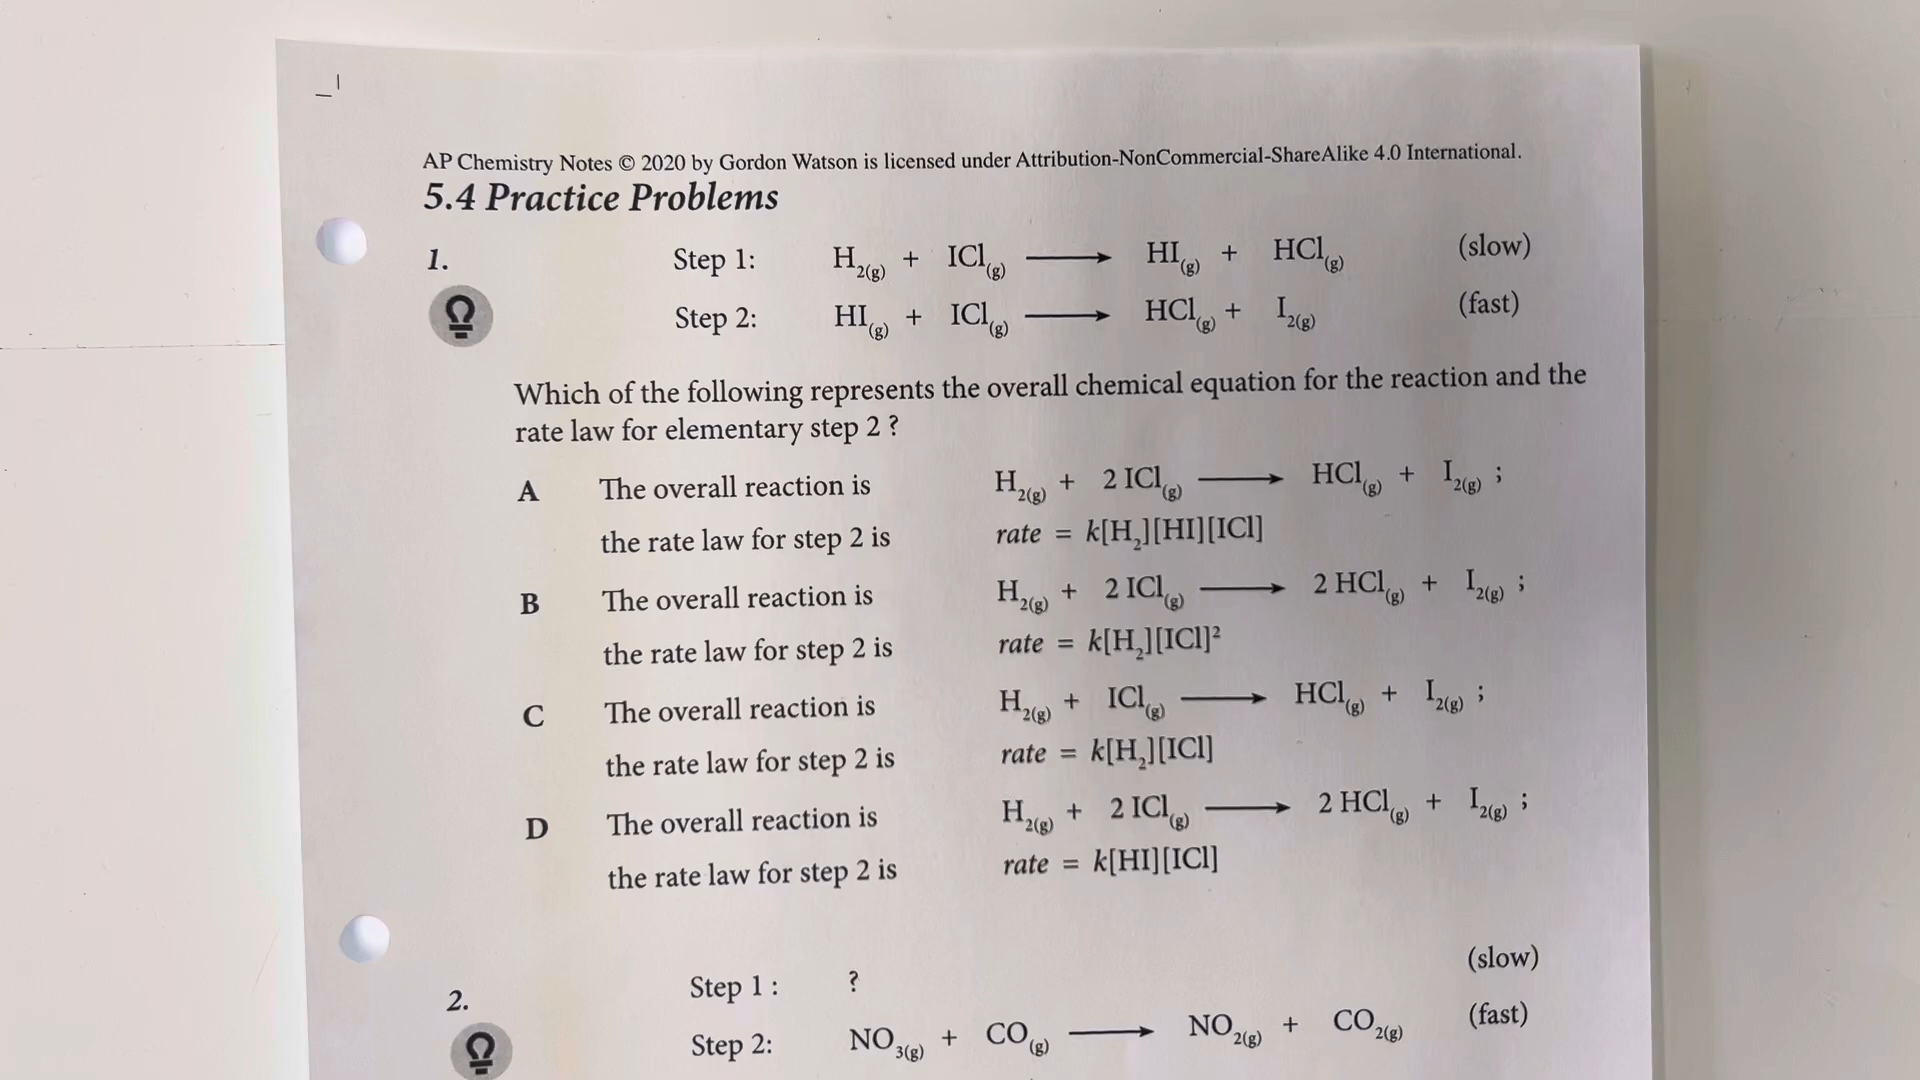 AP Chemistry Notes © 2020 by Gordon Watson is licensed under Attribution-NonCommercial-ShareAlike 4.0 International.
5.4 Practice Problems
1. Step 1: H₂(g) + ICl(g) ⟶ HI(g) + HCl(g) (slow)
Step 2: HI(g) + ICl(g) ⟶ HCl(g) + I₂(g) (fast)
Which of the following represents the overall chemical equation for the reaction and the
rate law for elementary step 2 ?
A The overall reaction is H₂(g) + 2 ICl(g) ⟶ HCl(g) + I₂(g) ;
the rate law for step 2 is rate = k[H₂][HI][ICl]
B The overall reaction is H₂(g) + 2 ICl(g) ⟶ 2 HCl(g) + I₂(g) ;
the rate law for step 2 is rate = k[H₂][ICl]²
C The overall reaction is H₂(g) + ICl(g) ⟶ HCl(g) + I₂(g) ;
the rate law for step 2 is rate = k[H₂][ICl]
D The overall reaction is H₂(g) + 2 ICl(g) ⟶ 2 HCl(g) + I₂(g) ;
the rate law for step 2 is rate = k[HI][ICl]
2. Step 1 : ? (slow)
Step 2: NO₃(g) + CO(g) ⟶ NO₂(g) + CO₂(g) (fast)